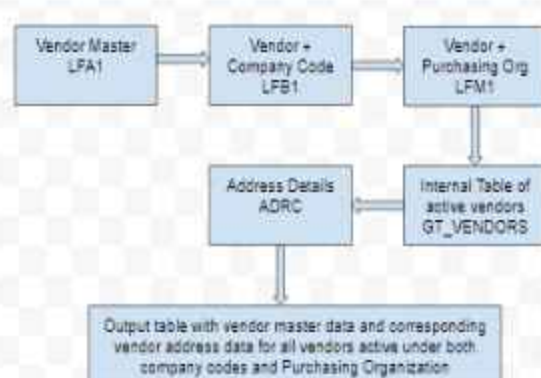 Vendor Master
LFA1
Vendor +
Company Code
LFB1
Vendor +
Purchasing Org
LFM1
Address Details
ADRC
Internal Table of
active vendors
GT_VENDORS
Output table with vendor master data and corresponding
vendor address data for all vendors active under both
company codes and Purchasing Organization